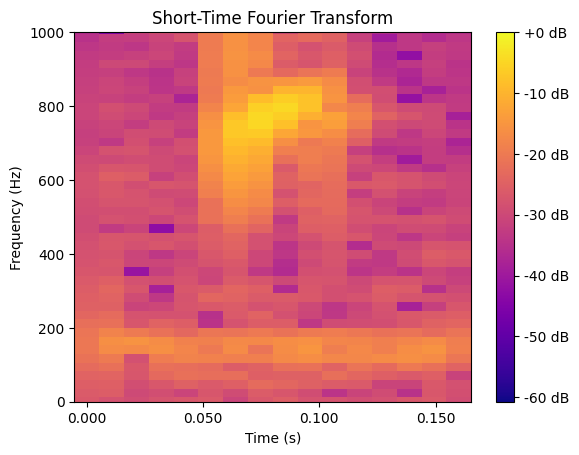 Short-Time Fourier Transform
1000
800
600
400
200
0
Frequency (Hz)
0.000
0.050
0.100
0.150
Time (s)
+0 dB
-10 dB
-20 dB
-30 dB
-40 dB
-50 dB
-60 dB